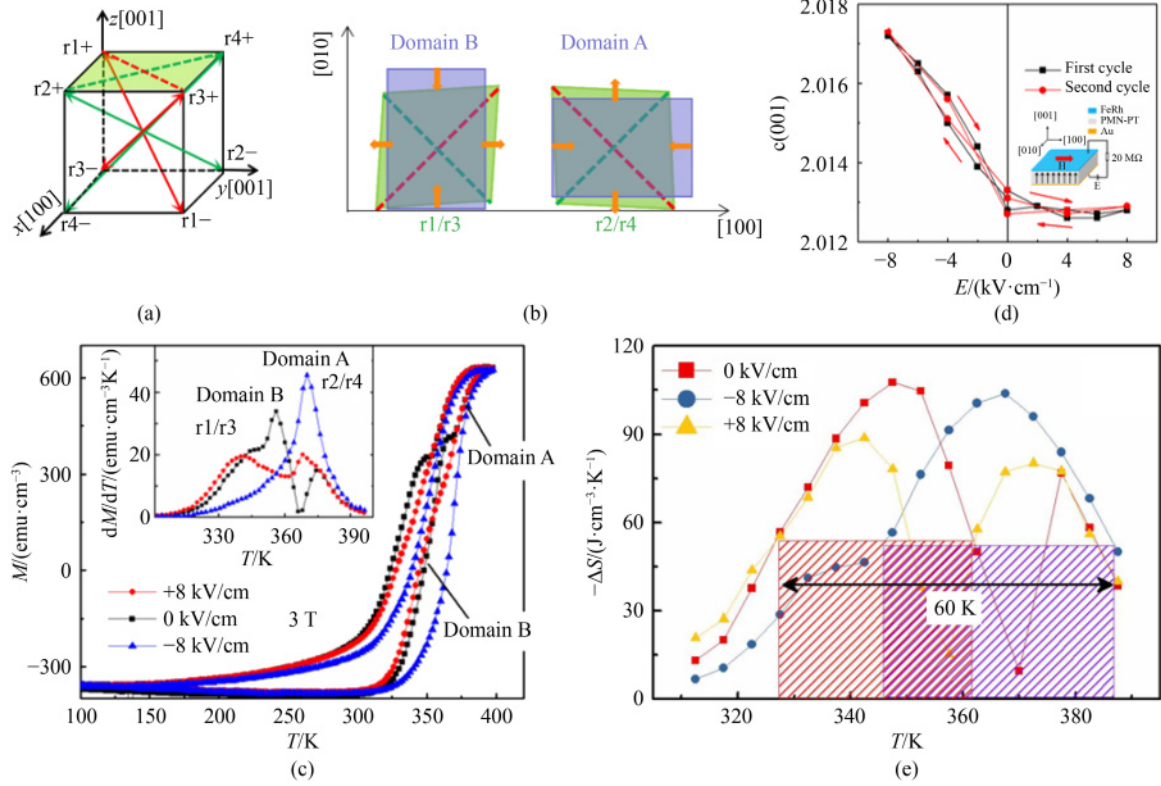 z[001]
r1+
r4+
r2+
r3+
r3−
r2−
y[001]
x[100]
r4−
r1−
(a)
[010]
Domain B
Domain A
r1/r3
r2/r4
[100]
(b)
c(001)
2.018
2.016
2.014
2.012
First cycle
Second cycle
FeRh
PMN-PT
Au
[001]
[100]
[010]
H
20 MΩ
E
−8
−4
0
4
8
E/(kV·cm⁻¹)
(d)
M/(emu·cm⁻³)
600
300
0
−300
dM/dT/(emu·cm⁻³K⁻¹)
40
20
0
Domain A
r2/r4
Domain B
r1/r3
330
360
390
T/K
Domain A
Domain B
+8 kV/cm
0 kV/cm
−8 kV/cm
3 T
100
150
200
250
300
350
400
T/K
(c)
−ΔS/(J·cm⁻³·K⁻¹)
120
90
60
30
0
0 kV/cm
−8 kV/cm
+8 kV/cm
60 K
320
340
360
380
T/K
(e)